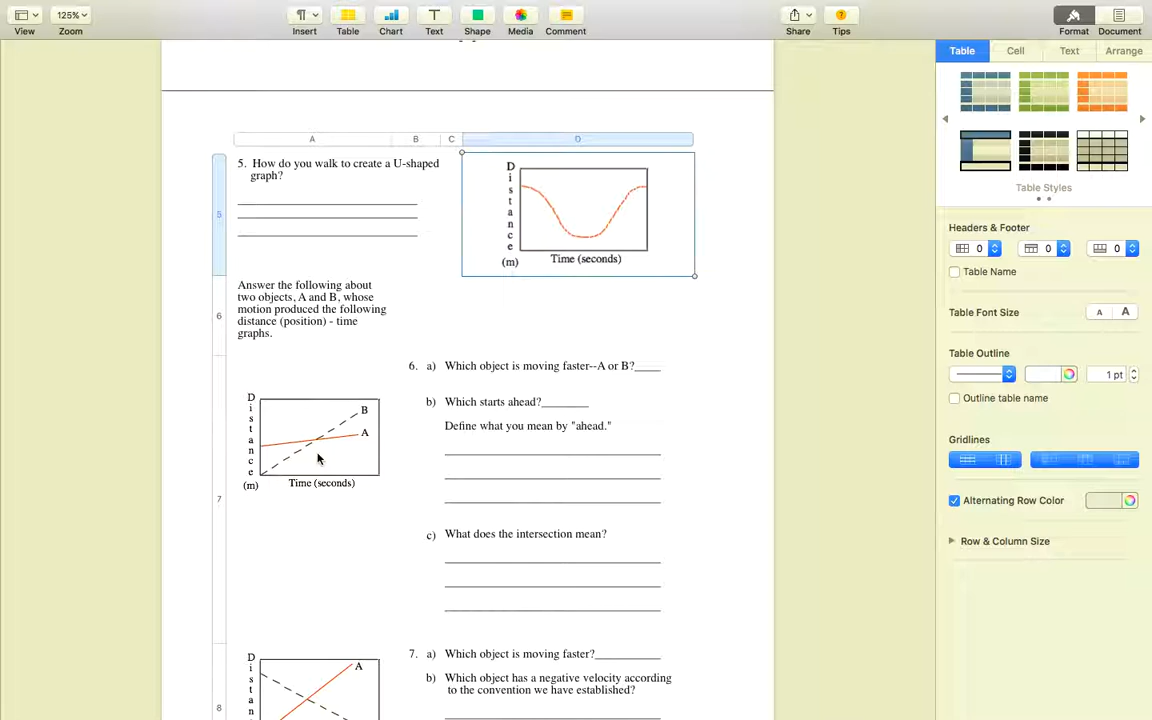 View
125%
Zoom
Insert
Table
Chart
Text
Shape
Media
Comment
Share
Tips
Format
Document
Table
Cell
Text
Arrange
Table Styles
Headers & Footer
0
0
0
Table Name
Table Font Size
A
A
Table Outline
1 pt
Outline table name
Gridlines
Alternating Row Color
Row & Column Size
A
B
C
D
5
5. How do you walk to create a U-shaped
graph?
Distance
(m)
Time (seconds)
6
Answer the following about
two objects, A and B, whose
motion produced the following
distance (position) - time
graphs.
7
Distance
(m)
B
A
Time (seconds)
6. a) Which object is moving faster--A or B?_____
b) Which starts ahead?________
Define what you mean by "ahead."
c) What does the intersection mean?
8
Distan
A
7. a) Which object is moving faster?___________
b) Which object has a negative velocity according
to the convention we have established?